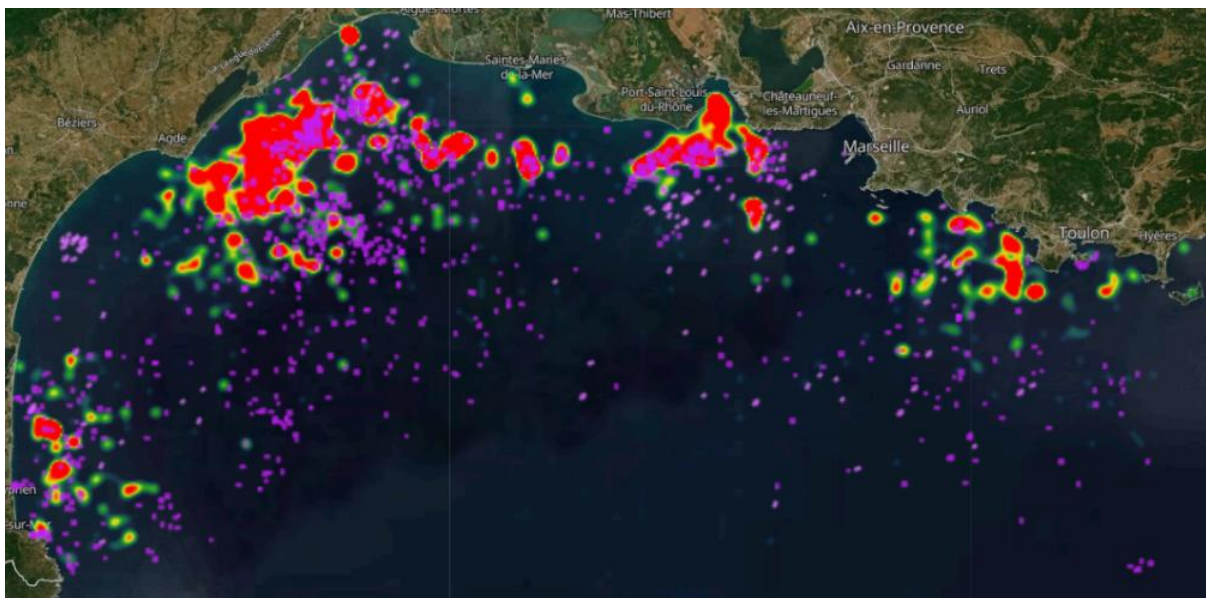 Aigues-Mortes
Mas-Thibert
Aix-en-Provence
Saintes-Maries
de-la-Mer
Gardanne
Trets
Port-Saint-Louis
du-Rhône
Châteauneuf-
les-Martigues
Auriol
Béziers
Agde
Marseille
Toulon
Hyères